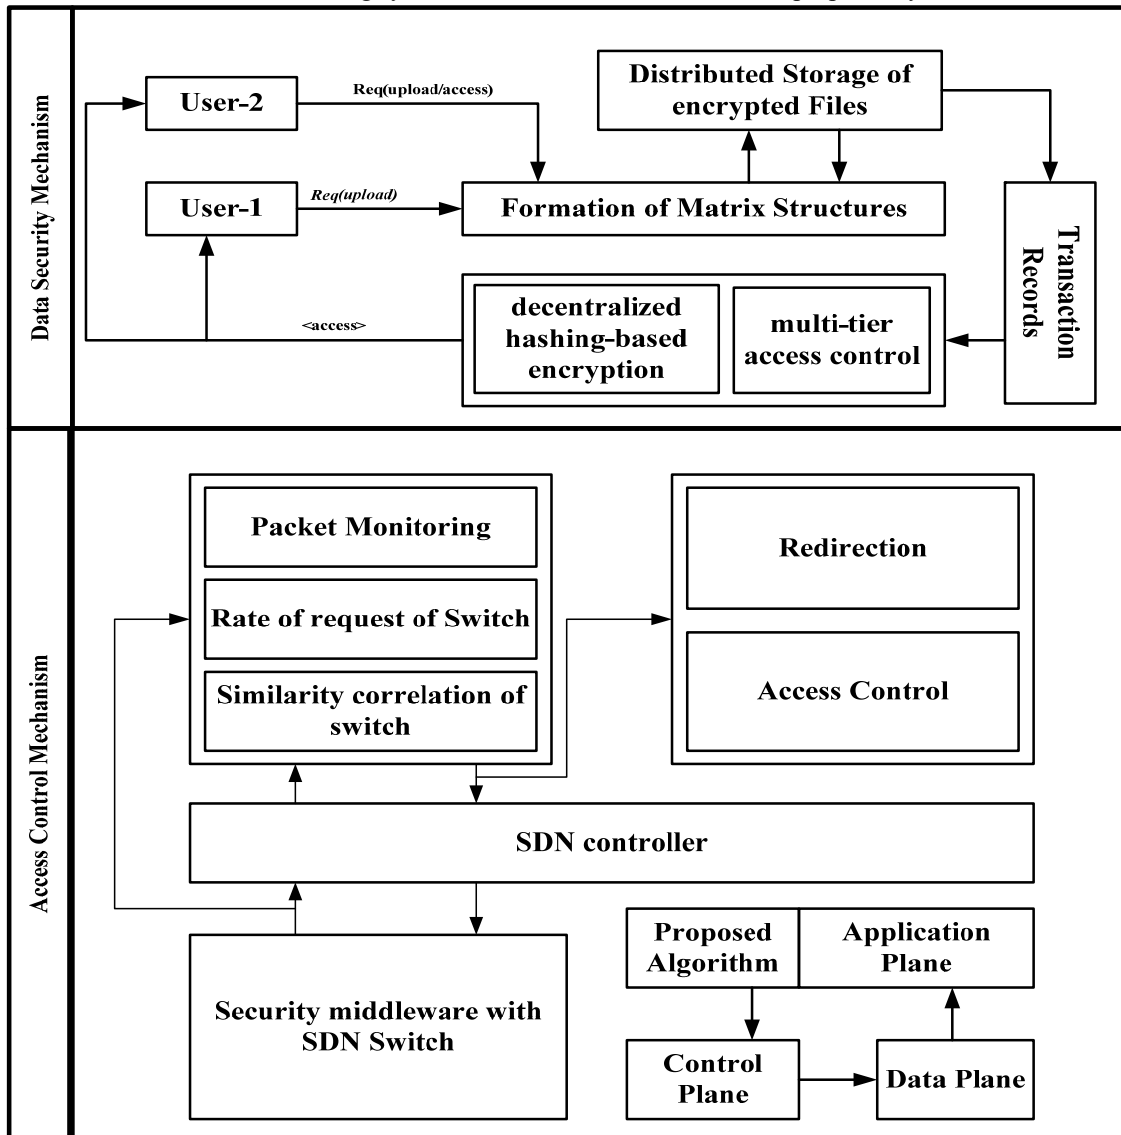 Data Security Mechanism
User-2
Req(upload/access)
Distributed Storage of
encrypted Files
User-1
Req(upload)
Formation of Matrix Structures
Transaction
Records
<access>
decentralized
hashing-based
encryption
multi-tier
access control
Access Control Mechanism
Packet Monitoring
Rate of request of Switch
Similarity correlation of
switch
Redirection
Access Control
SDN controller
Security middleware with
SDN Switch
Proposed
Algorithm
Application
Plane
Control
Plane
Data Plane